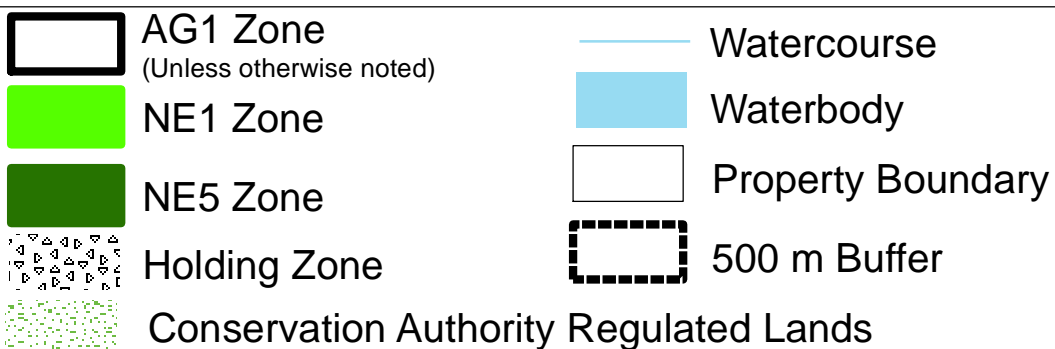 AG1 Zone
(Unless otherwise noted)
NE1 Zone
NE5 Zone
Holding Zone
Conservation Authority Regulated Lands
Watercourse
Waterbody
Property Boundary
500 m Buffer